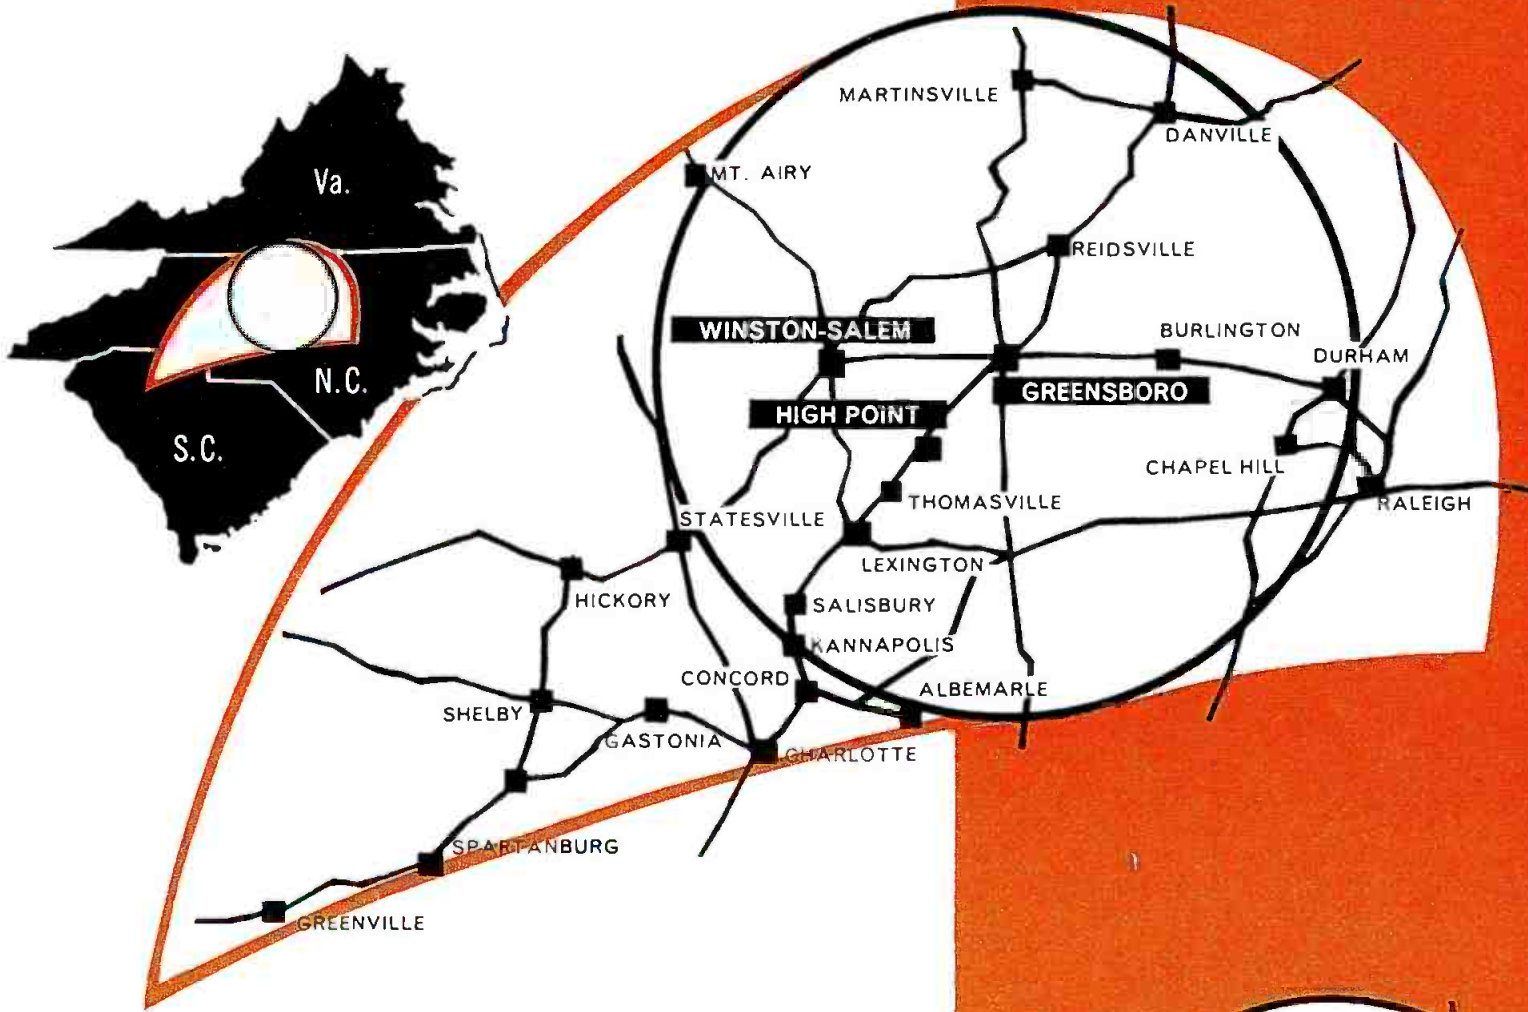 Va.
N.C.
S.C.
MARTINSVILLE
DANVILLE
MT. AIRY
REIDSVILLE
WINSTON-SALEM
BURLINGTON
DURHAM
GREENSBORO
HIGH POINT
CHAPEL HILL
THOMASVILLE
RALEIGH
STATESVILLE
LEXINGTON
HICKORY
SALISBURY
KANNAPOLIS
CONCORD
ALBEMARLE
SHELBY
GASTONIA
CHARLOTTE
SPARTANBURG
GREENVILLE